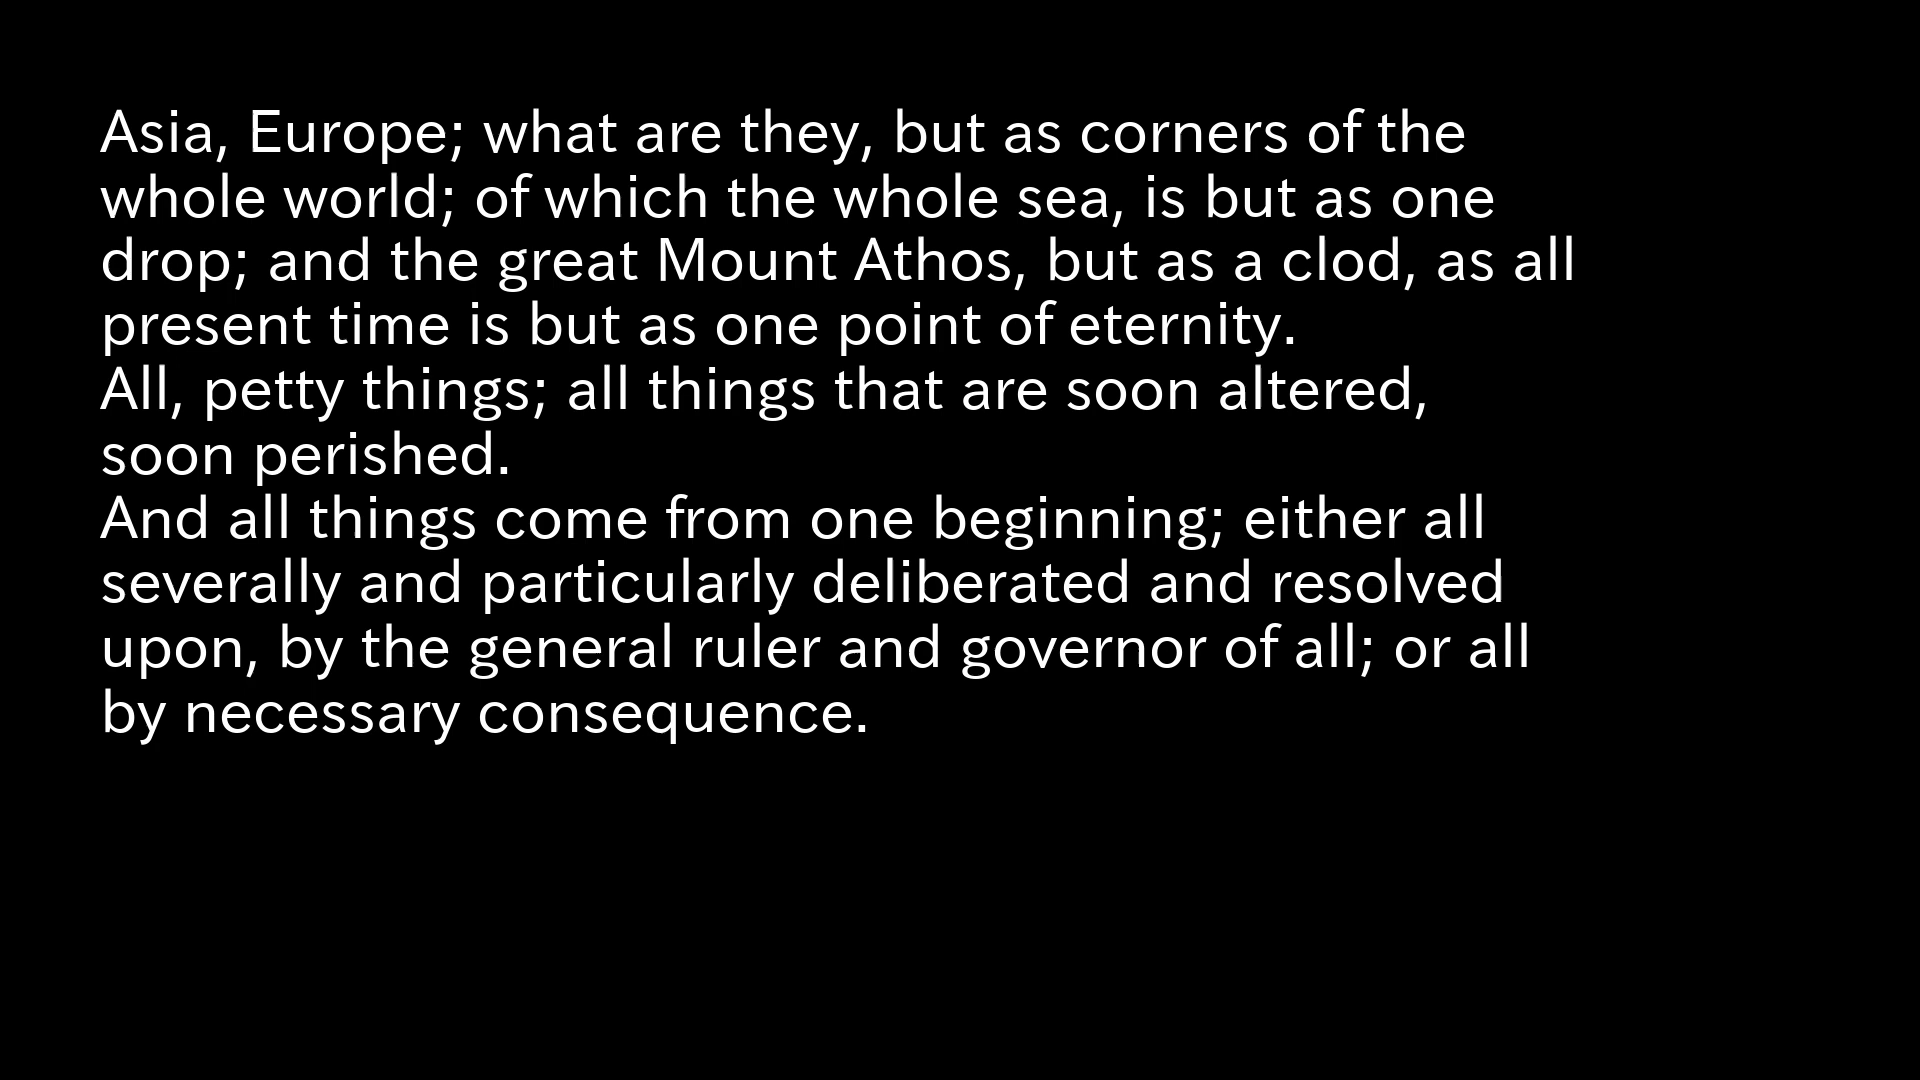 Asia, Europe; what are they, but as corners of the
whole world; of which the whole sea, is but as one
drop; and the great Mount Athos, but as a clod, as all
present time is but as one point of eternity.
All, petty things; all things that are soon altered,
soon perished.
And all things come from one beginning; either all
severally and particularly deliberated and resolved
upon, by the general ruler and governor of all; or all
by necessary consequence.